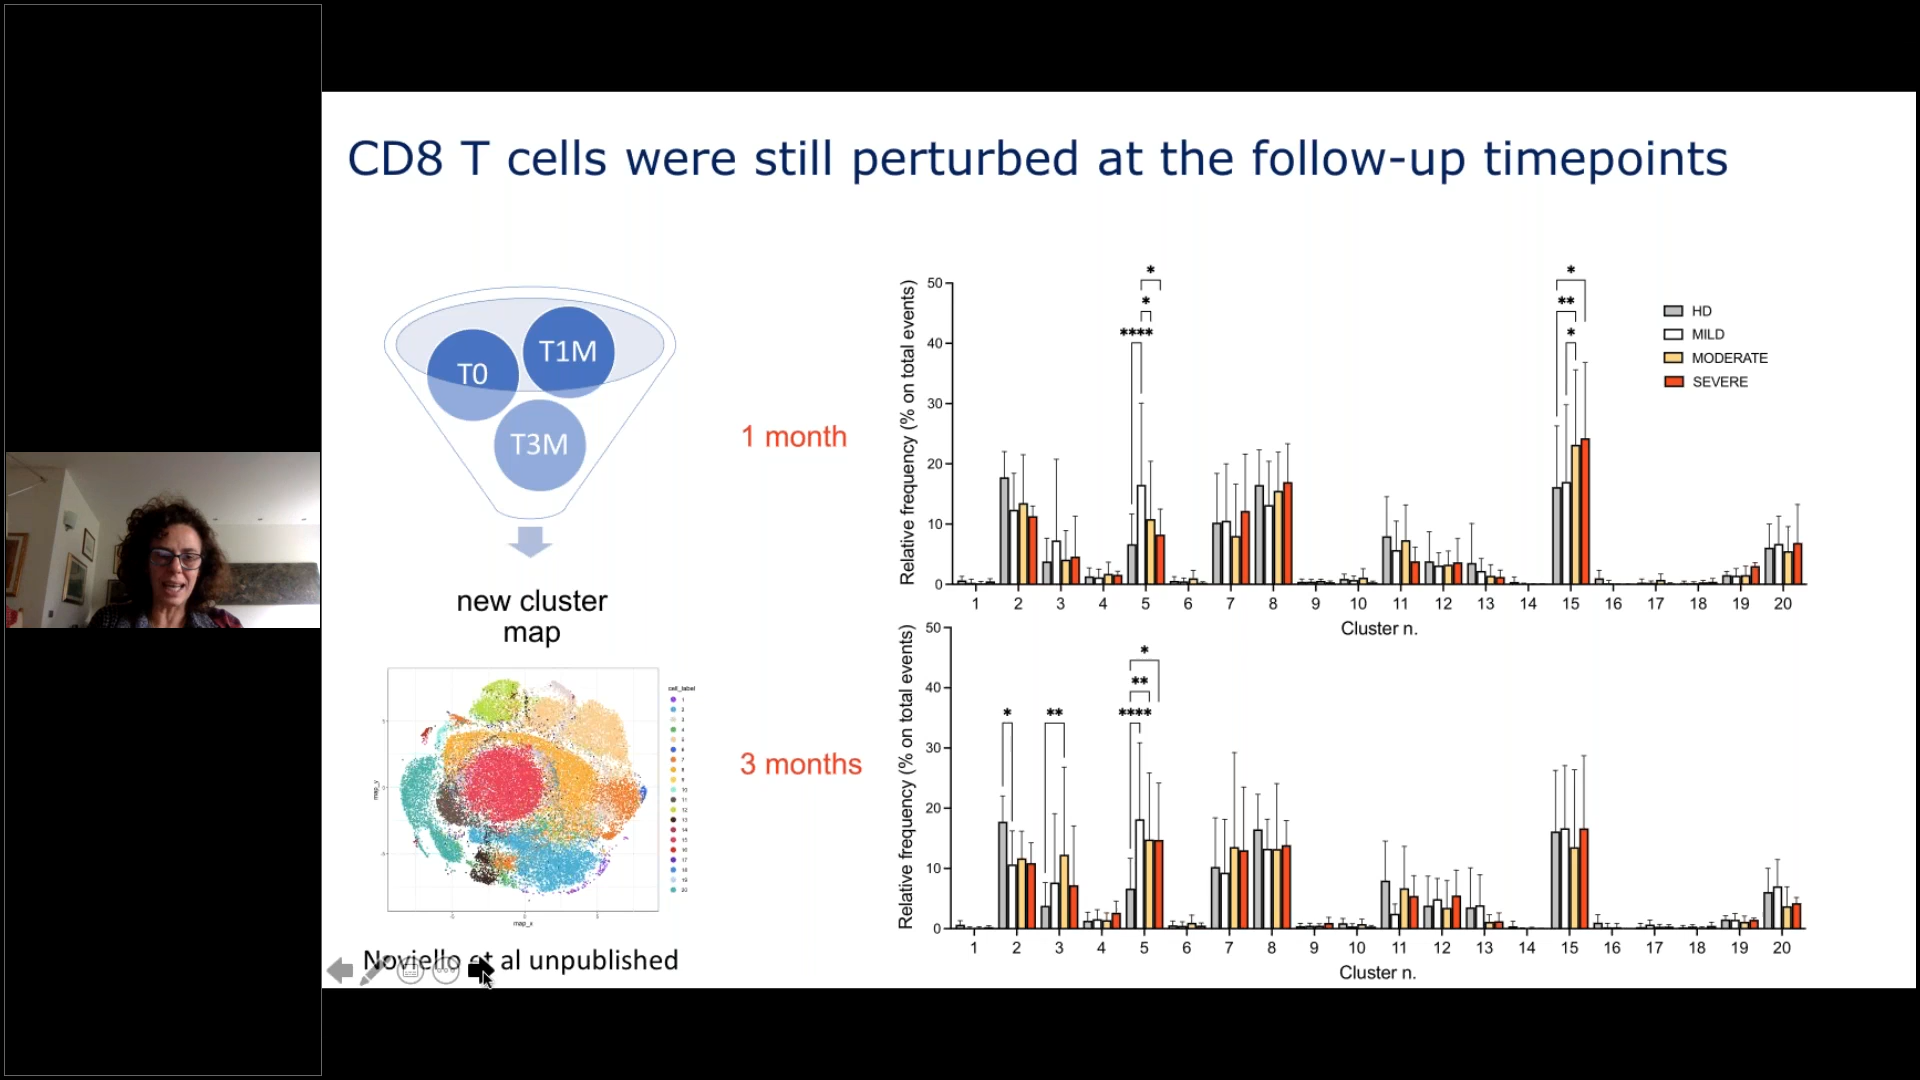 CD8 T cells were still perturbed at the follow-up timepoints
T0
T1M
T3M
new cluster
map
cell_label
map_x
Noviello et al unpublished
1 month
3 months
Relative frequency (% on total events)
50
40
30
20
10
0
* * **** * ** *
HD
MILD
MODERATE
SEVERE
1 2 3 4 5 6 7 8 9 10 11 12 13 14 15 16 17 18 19 20
Cluster n.
Relative frequency (% on total events)
50
40
30
20
10
0
* ** * ** ****
1 2 3 4 5 6 7 8 9 10 11 12 13 14 15 16 17 18 19 20
Cluster n.